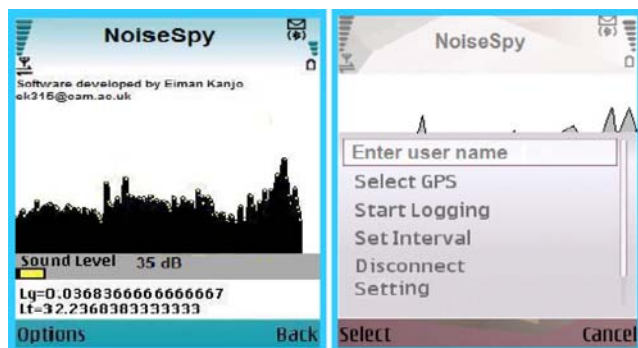 NoiseSpy
Software developed by Eiman Kanjo
ek315@cam.ac.uk
Sound Level 35 dB
Lg=0.0368366666666667
Lt=32.2368383333333
Options Back
NoiseSpy
Enter user name
Select GPS
Start Logging
Set Interval
Disconnect
Setting
Select Cancel